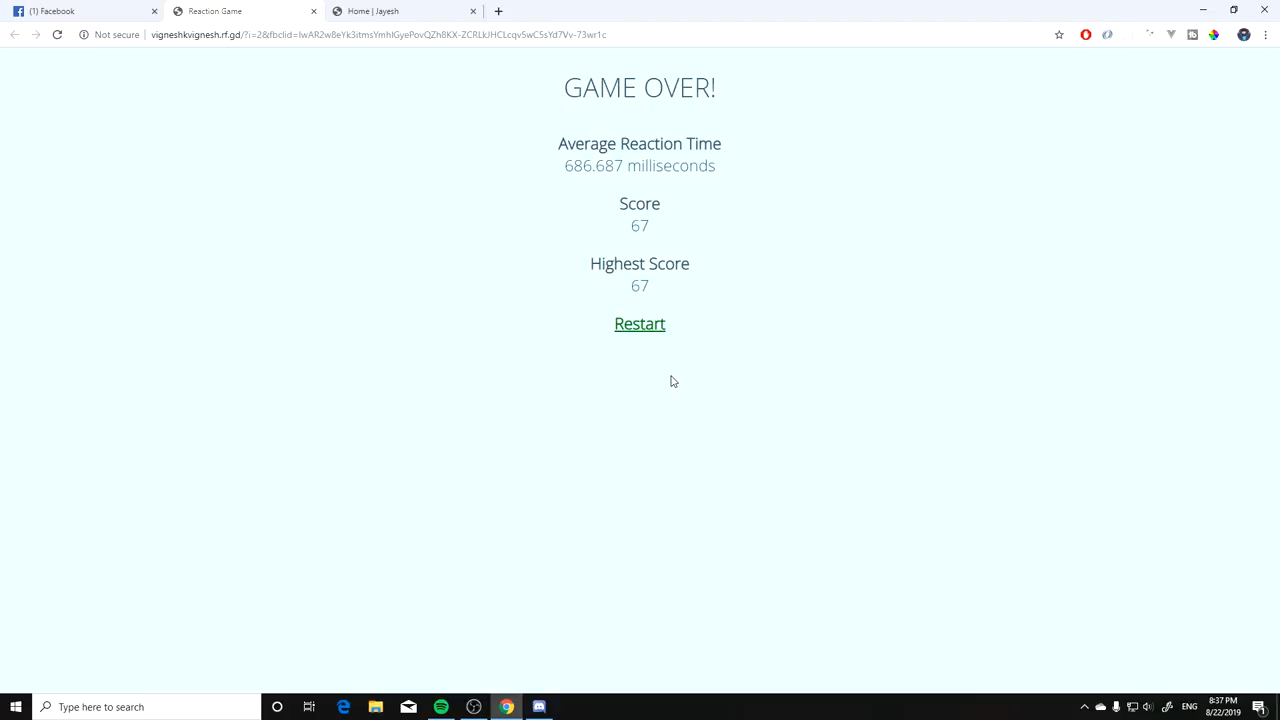 (1) Facebook
Reaction Game
Home | Jayesh
Not secure
GAME OVER!
Average Reaction Time
686.687 milliseconds
Score
67
Highest Score
67
Restart
Type here to search
ENG
8:37 PM
8/22/2019